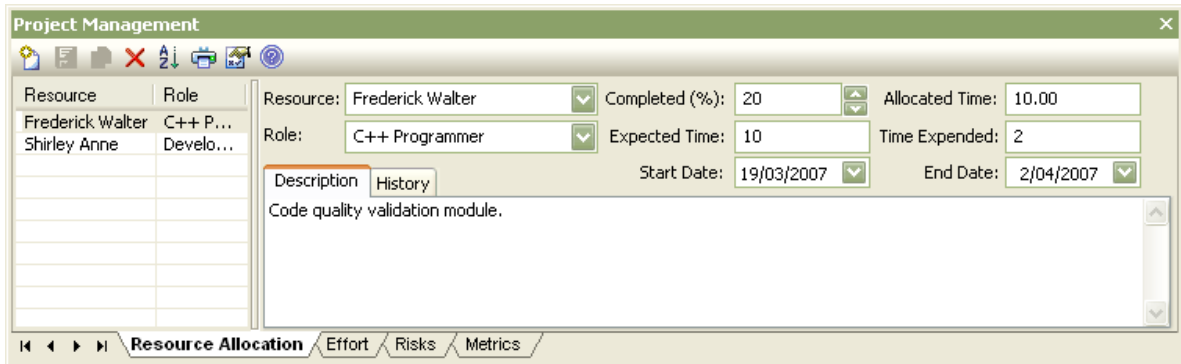 Project Management
Resource Role
Frederick Walter C++ P...
Shirley Anne Develo...
Resource: Frederick Walter Completed (%): 20 Allocated Time: 10.00
Role: C++ Programmer Expected Time: 10 Time Expended: 2
Start Date: 19/03/2007 End Date: 2/04/2007
Description History
Code quality validation module.
Resource Allocation Effort Risks Metrics